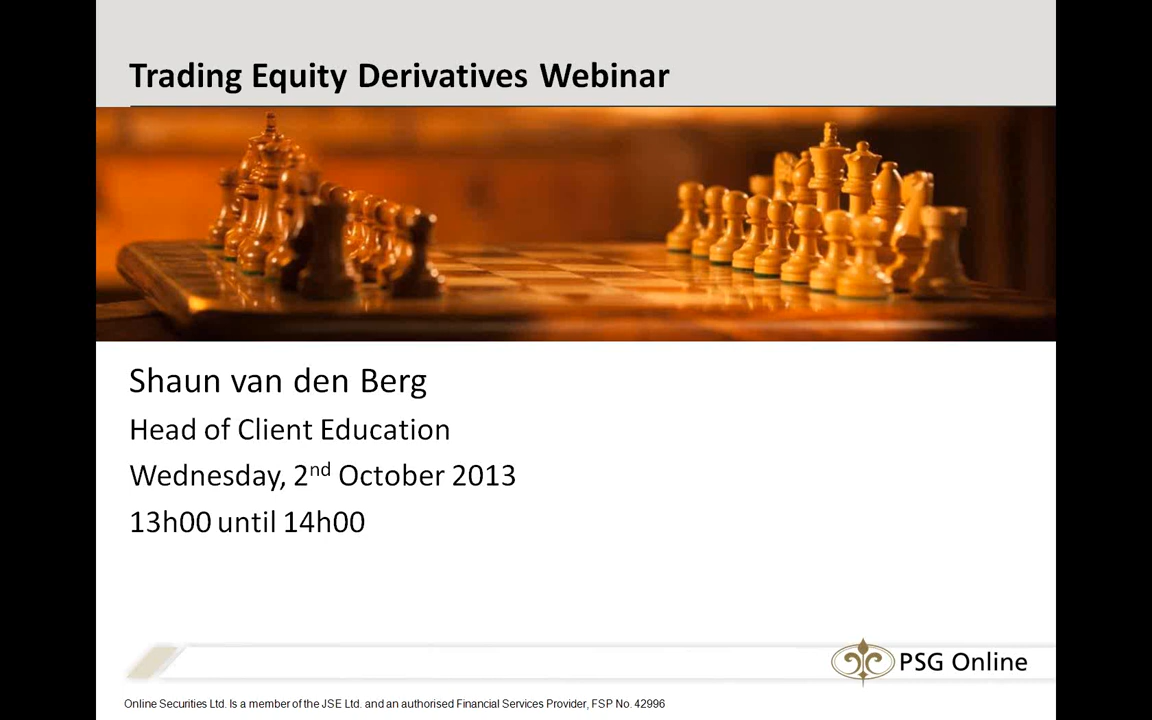 Trading Equity Derivatives Webinar
Shaun van den Berg
Head of Client Education
Wednesday, 2nd October 2013
13h00 until 14h00
PSG Online
Online Securities Ltd. Is a member of the JSE Ltd. and an authorised Financial Services Provider, FSP No. 42996